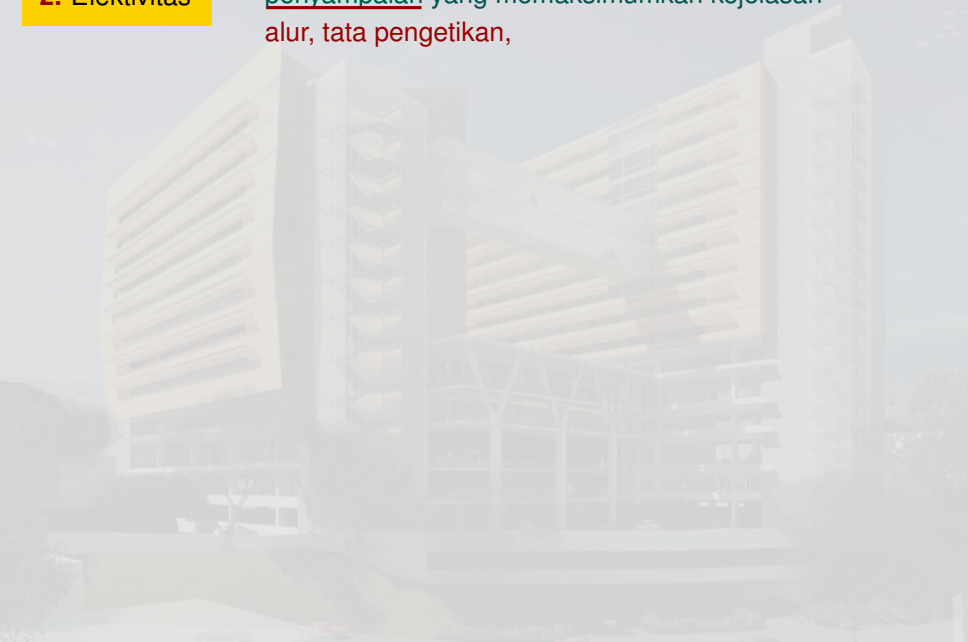 2. Efektivitas
penyampaian yang memaksimumkan kejelasan
alur, tata pengetikan,